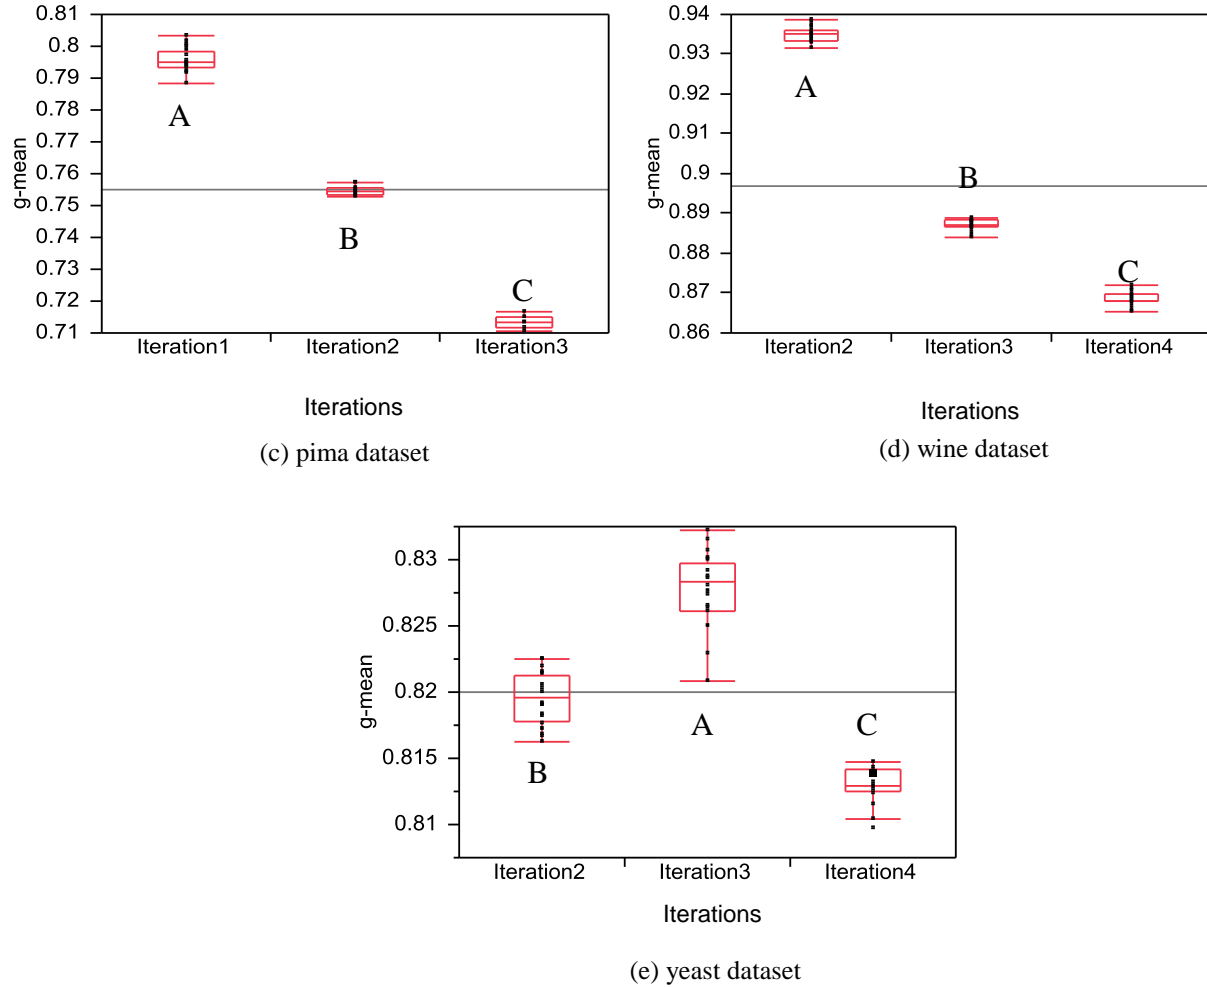 0.81
0.8
0.79
0.78
0.77
0.76
0.75
0.74
0.73
0.72
0.71
g-mean
A
B
C
Iteration1 Iteration2 Iteration3
Iterations
(c) pima dataset
0.94
0.93
0.92
0.91
0.9
0.89
0.88
0.87
0.86
g-mean
A
B
C
Iteration2 Iteration3 Iteration4
Iterations
(d) wine dataset
0.83
0.825
0.82
0.815
0.81
g-mean
B
A
C
Iteration2 Iteration3 Iteration4
Iterations
(e) yeast dataset